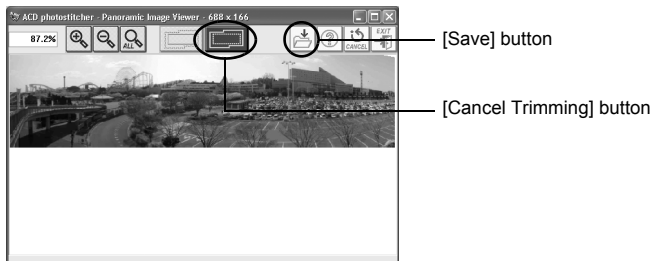 ACD photostitcher - Panoramic Image Viewer - 688 x 166
87.2%
ALL
CANCEL
EXIT
[Save] button
[Cancel Trimming] button